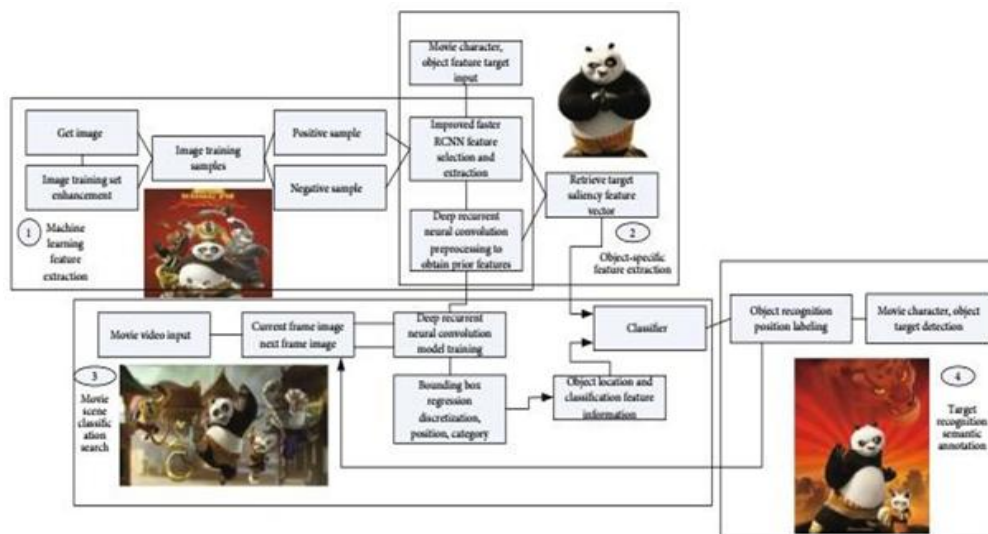 Movie character,
object feature target
input
Get image
Image training set
enhancement
Image training
samples
Positive sample
Negative sample
Improved faster
RCNN feature
selection and
extraction
Deep recurrent
neural convolution
preprocessing to
obtain prior features
Retrieve target
saliency feature
vector
1
Machine
learning
feature
extraction
2
Object-specific
feature extraction
Movie video input
Current frame image
next frame image
Deep recurrent
neural convolution
model training
Bounding box
regression
discretization,
position, category
Object location and
classification feature
information
Classifier
3
Movie
scene
classific
ation
search
Object recognition
position labeling
Movie character, object
target detection
4
Target
recognition
semantic
annotation